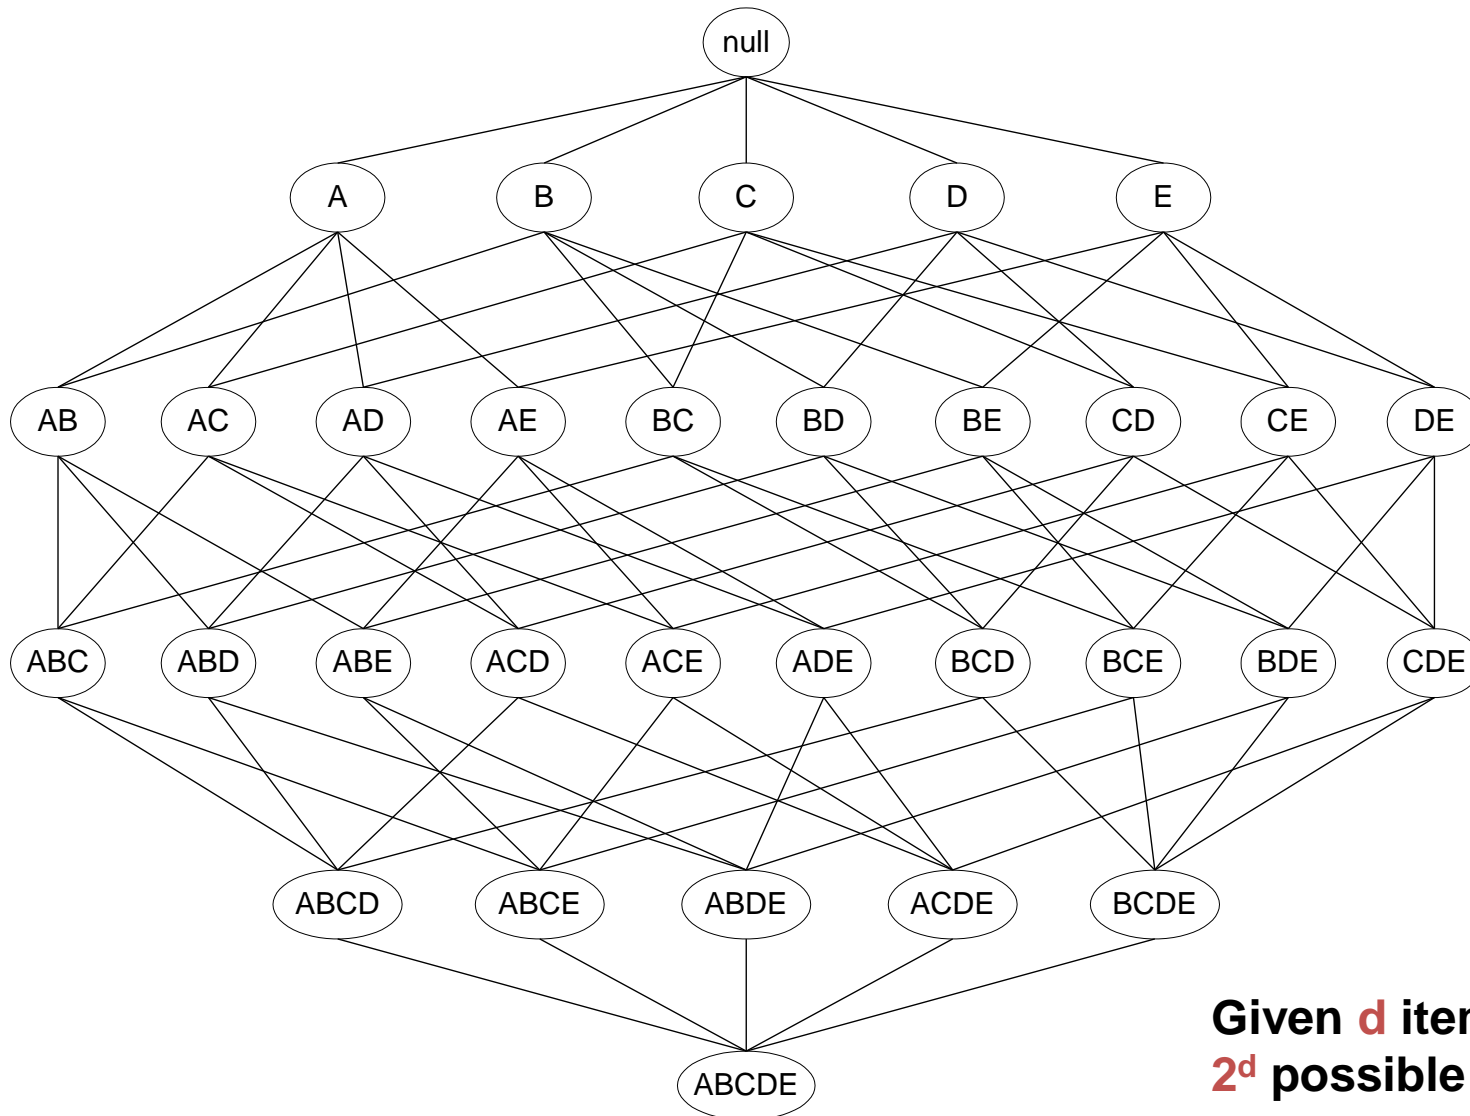 null
A B C D E
AB AC AD AE BC BD BE CD CE DE
ABC ABD ABE ACD ACE ADE BCD BCE BDE CDE
ABCD ABCE ABDE ACDE BCDE
Given d
2ᵈ possible
ABCDE